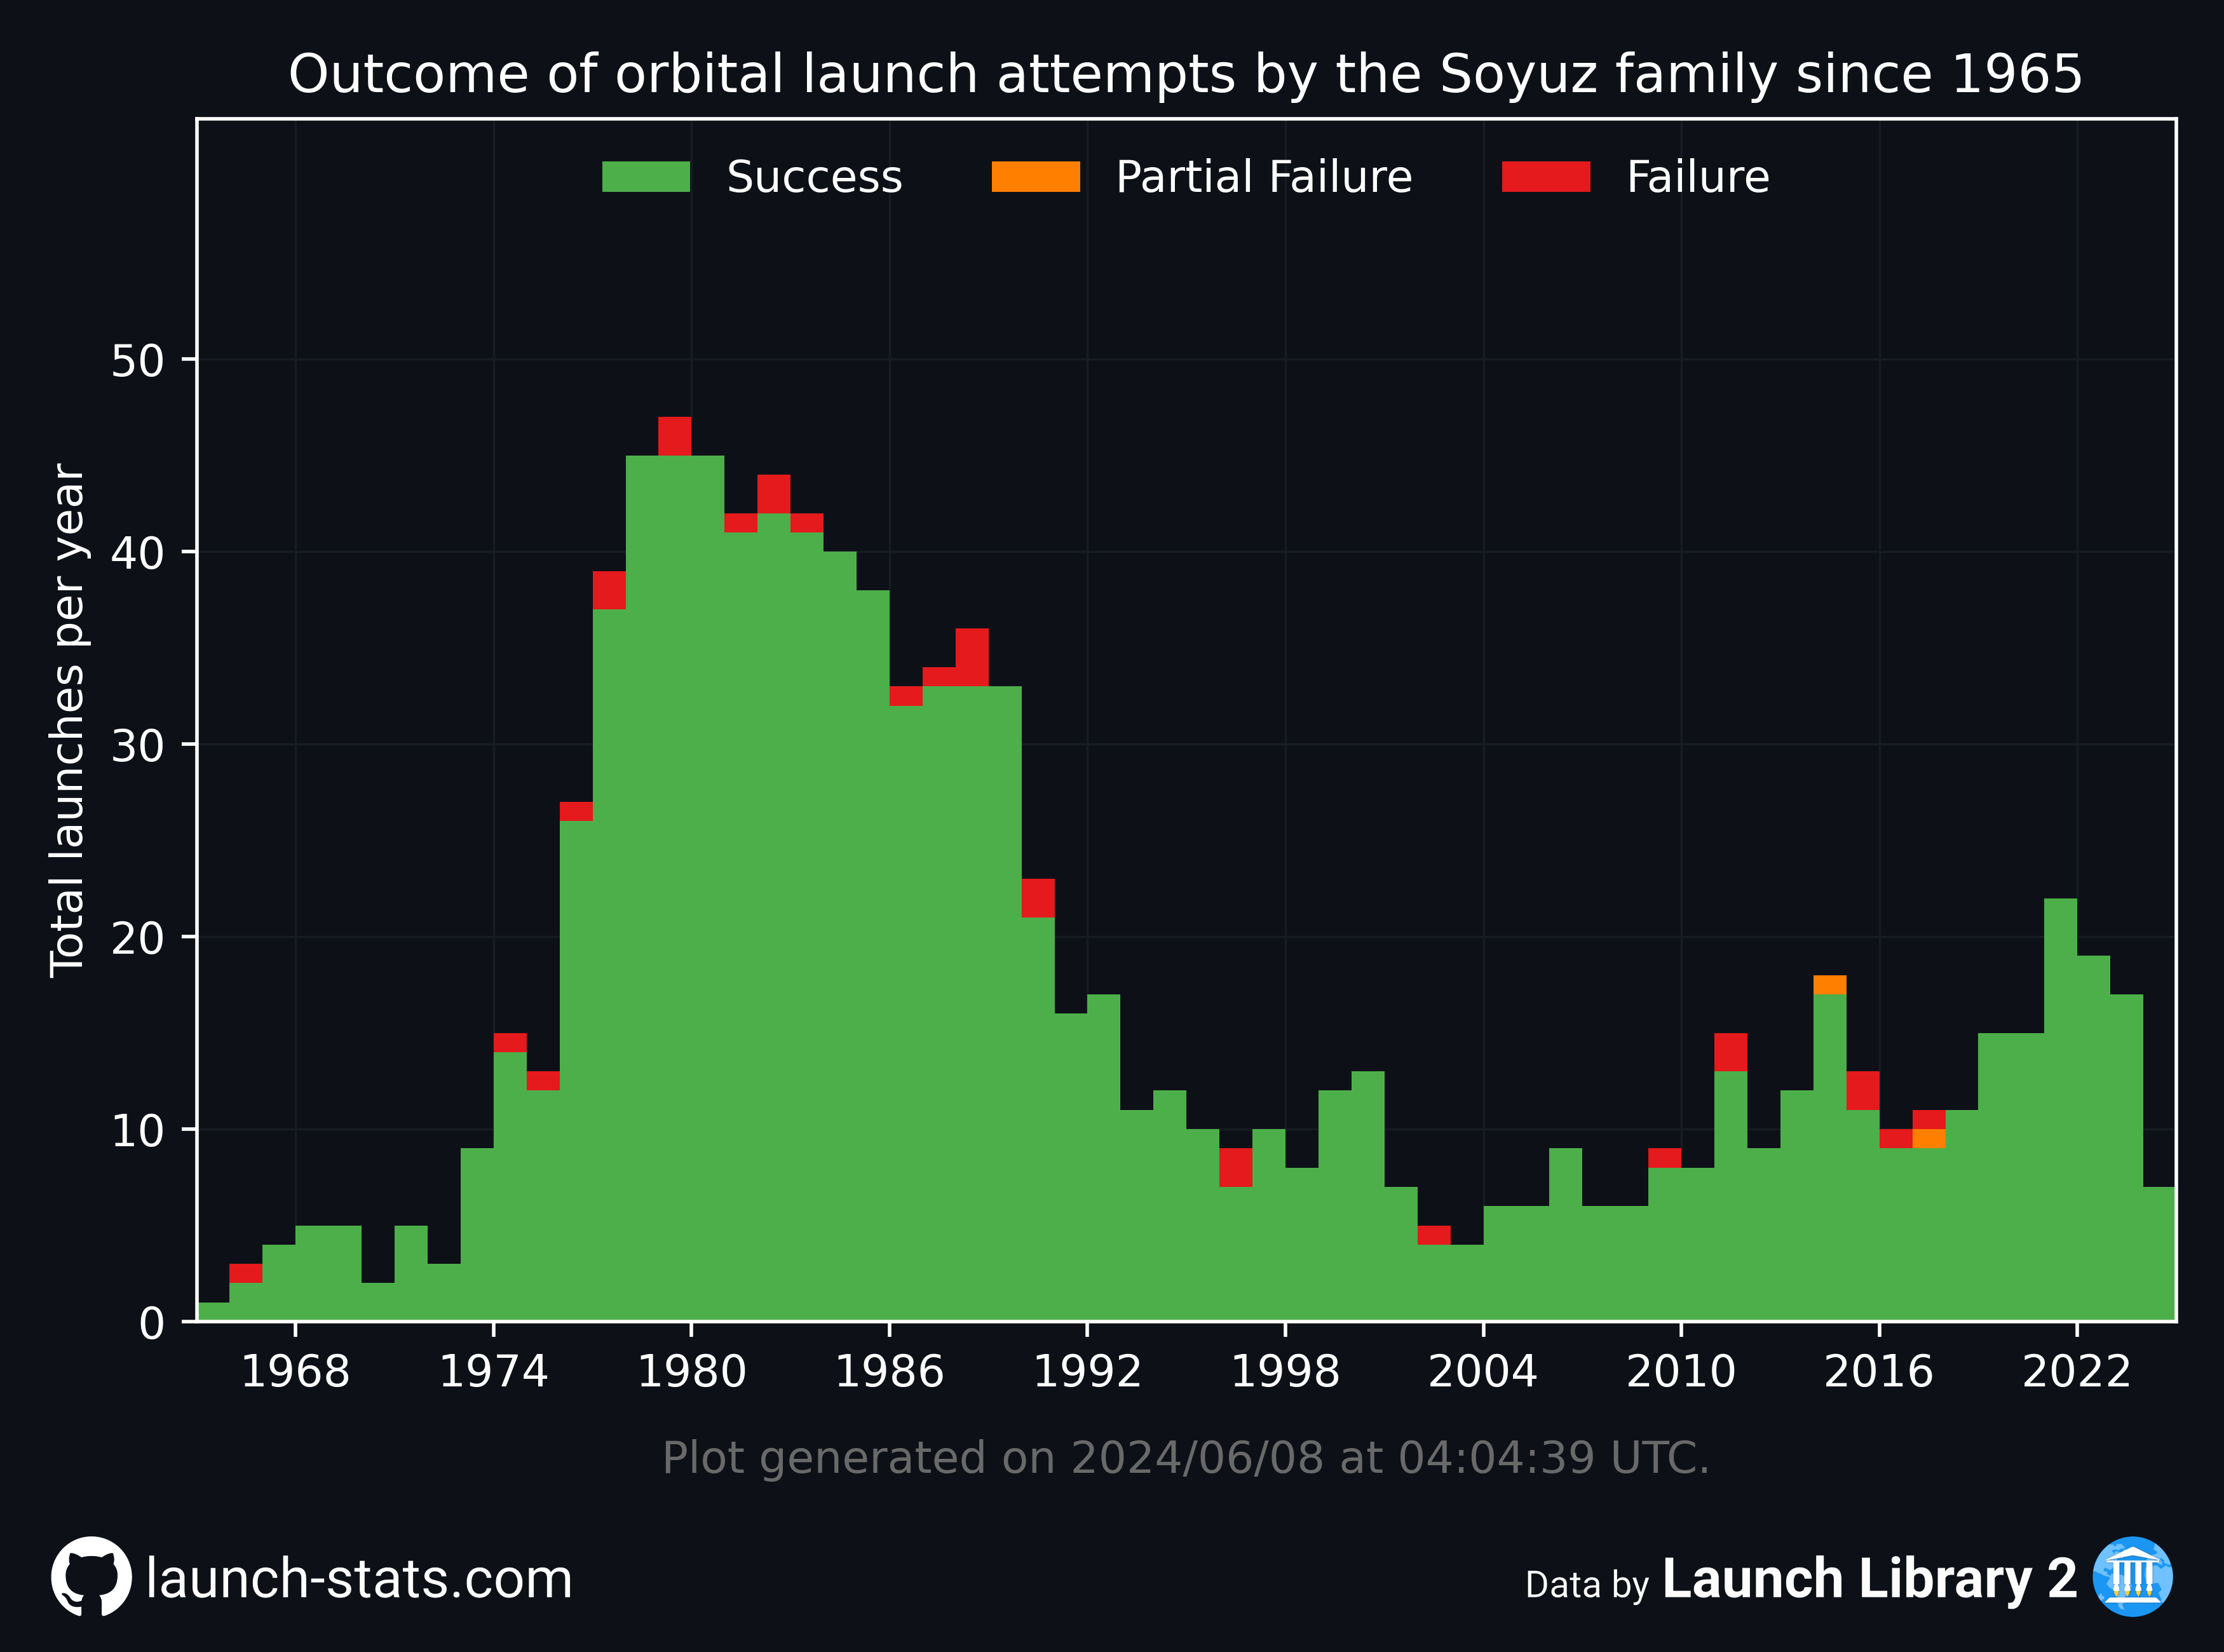 Outcome of orbital launch attempts by the Soyuz family since 1965
Success Partial Failure Failure
Total launches per year
50
40
30
20
10
0
1968 1974 1980 1986 1992 1998 2004 2010 2016 2022
Plot generated on 2024/06/08 at 04:04:39 UTC.
launch-stats.com
Data by Launch Library 2